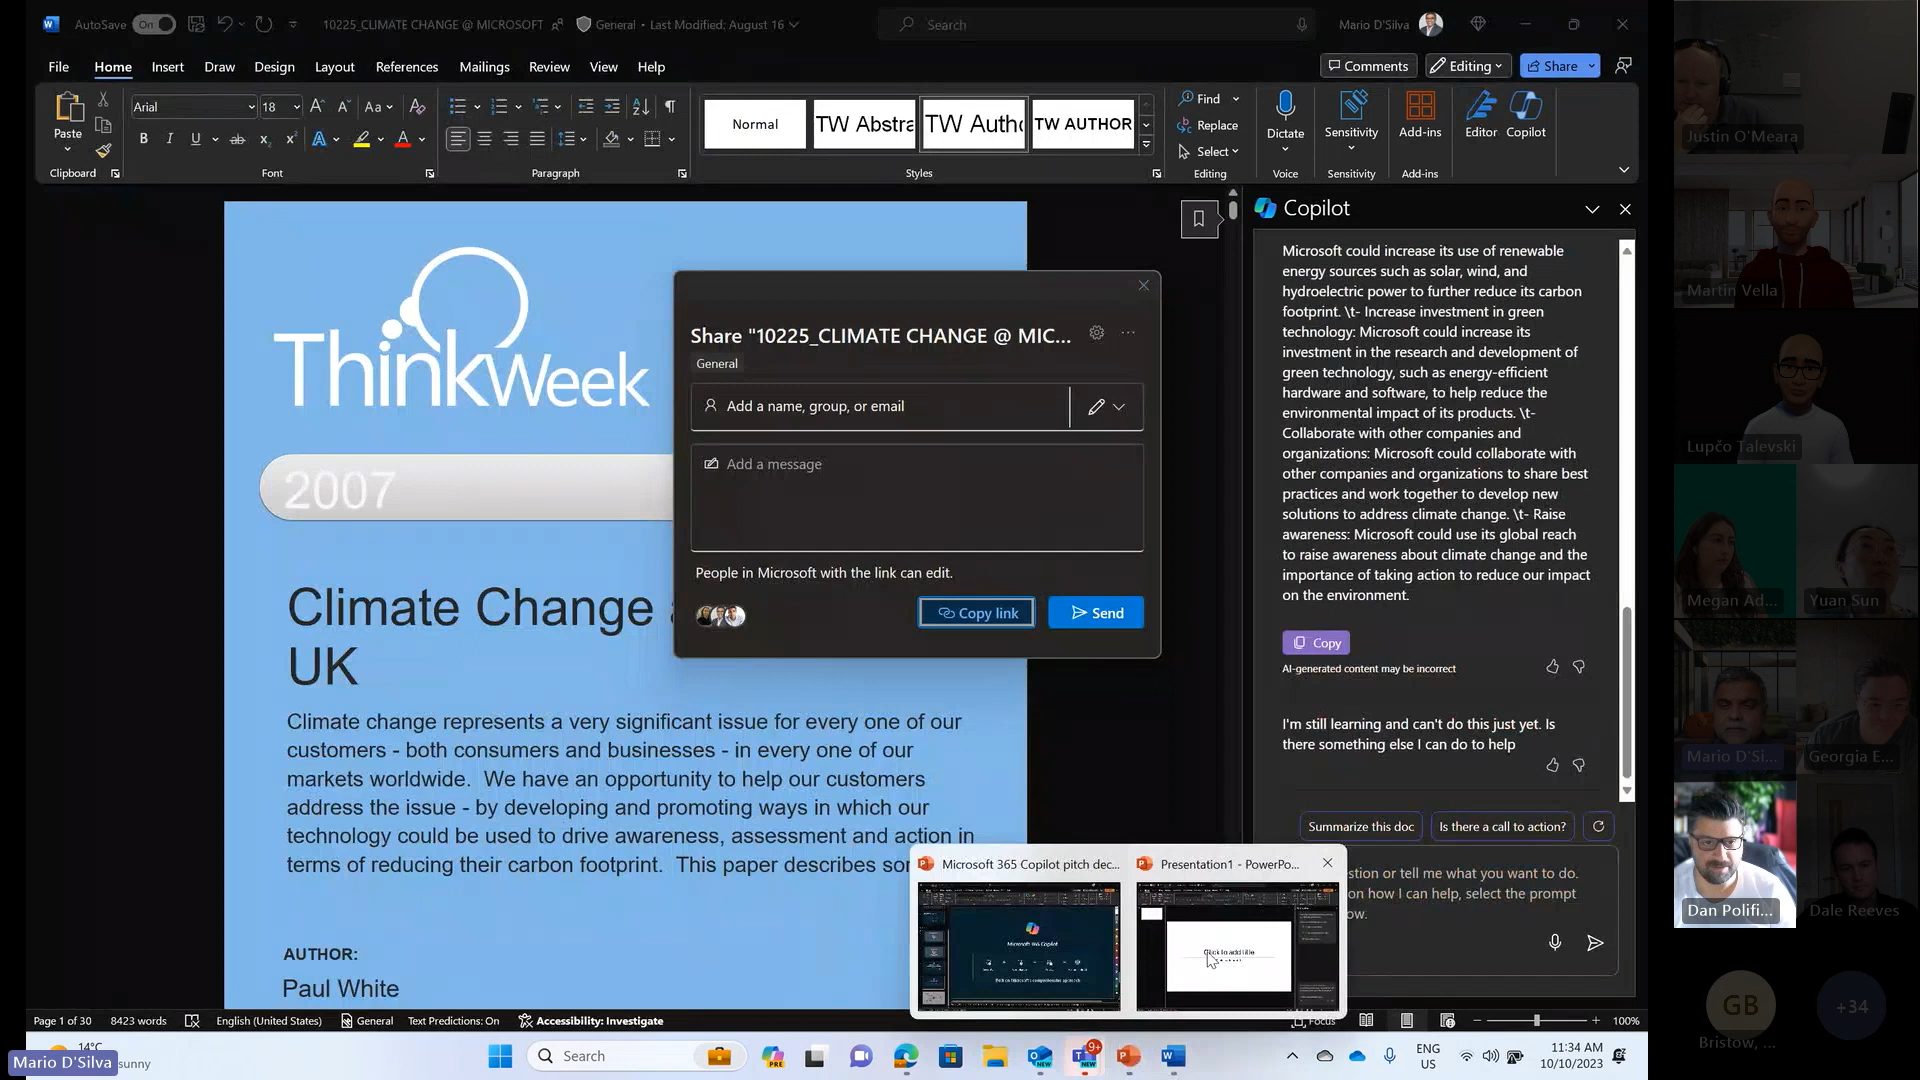 AutoSave On
10225_CLIMATE CHANGE @ MICROSOFT
General • Last Modified: August 16
Search
Mario D'Silva
File Home Insert Draw Design Layout References Mailings Review View Help
Comments
Editing
Share
Paste
Arial
18
Normal
TW Abstra
TW Auth
TW AUTHOR
Find
Replace
Select
Dictate
Sensitivity
Add-ins
Editor
Copilot
Clipboard
Font
Paragraph
Styles
Editing
Voice
Sensitivity
Add-ins
ThinkWeek
2007
Climate Change
UK
Climate change represents a very significant issue for every one of our
customers - both consumers and businesses - in every one of our
markets worldwide. We have an opportunity to help our customers
address the issue - by developing and promoting ways in which our
technology could be used to drive awareness, assessment and action in
terms of reducing their carbon footprint. This paper describes so
AUTHOR:
Paul White
Share "10225_CLIMATE CHANGE @ MIC...
General
Add a name, group, or email
Add a message
People in Microsoft with the link can edit.
Copy link
Send
Copilot
Microsoft could increase its use of renewable
energy sources such as solar, wind, and
hydroelectric power to further reduce its carbon
footprint. \t- Increase investment in green
technology: Microsoft could increase its
investment in the research and development of
green technology, such as energy-efficient
hardware and software, to help reduce the
environmental impact of its products. \t-
Collaborate with other companies and
organizations: Microsoft could collaborate with
other companies and organizations to share best
practices and work together to develop new
solutions to address climate change. \t- Raise
awareness: Microsoft could use its global reach
to raise awareness about climate change and the
importance of taking action to reduce our impact
on the environment.
Copy
AI-generated content may be incorrect
I'm still learning and can't do this just yet. Is
there something else I can do to help
Summarize this doc
Is there a call to action?
stion or tell me what you want to do.
on how I can help, select the prompt
ow.
Microsoft 365 Copilot pitch dec...
Presentation1 - PowerPo...
Microsoft 365 Copilot
Click to add title
Page 1 of 30
8423 words
English (United States)
General
Text Predictions: On
Accessibility: Investigate
Focus
100%
14°C
sunny
Mario D'Silva
Search
PRE
NEW
9+
NEW
ENG
US
11:34 AM
10/10/2023
Justin O'Meara
Martin Vella
Lupčo Talevski
Megan Ad...
Yuan Sun
Mario D'Si...
Georgia E...
Dan Polifi...
Dale Reeves
GB
Bristow, ...
+34